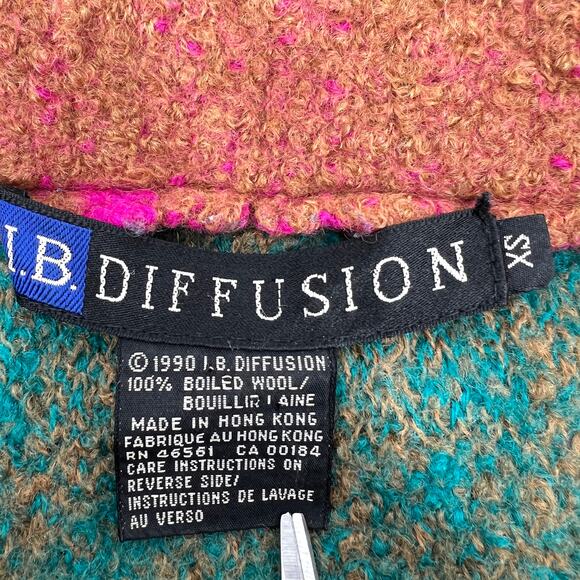 I.B. DIFFUSION
XS
© 1990 I.B. DIFFUSION
100% BOILED WOOL/
BOUILLIR LAINE
MADE IN HONG KONG
FABRIQUE AU HONG KONG
RN 46561 CA 00184
CARE INSTRUCTIONS ON
REVERSE SIDE/
INSTRUCTIONS DE LAVAGE
AU VERSO